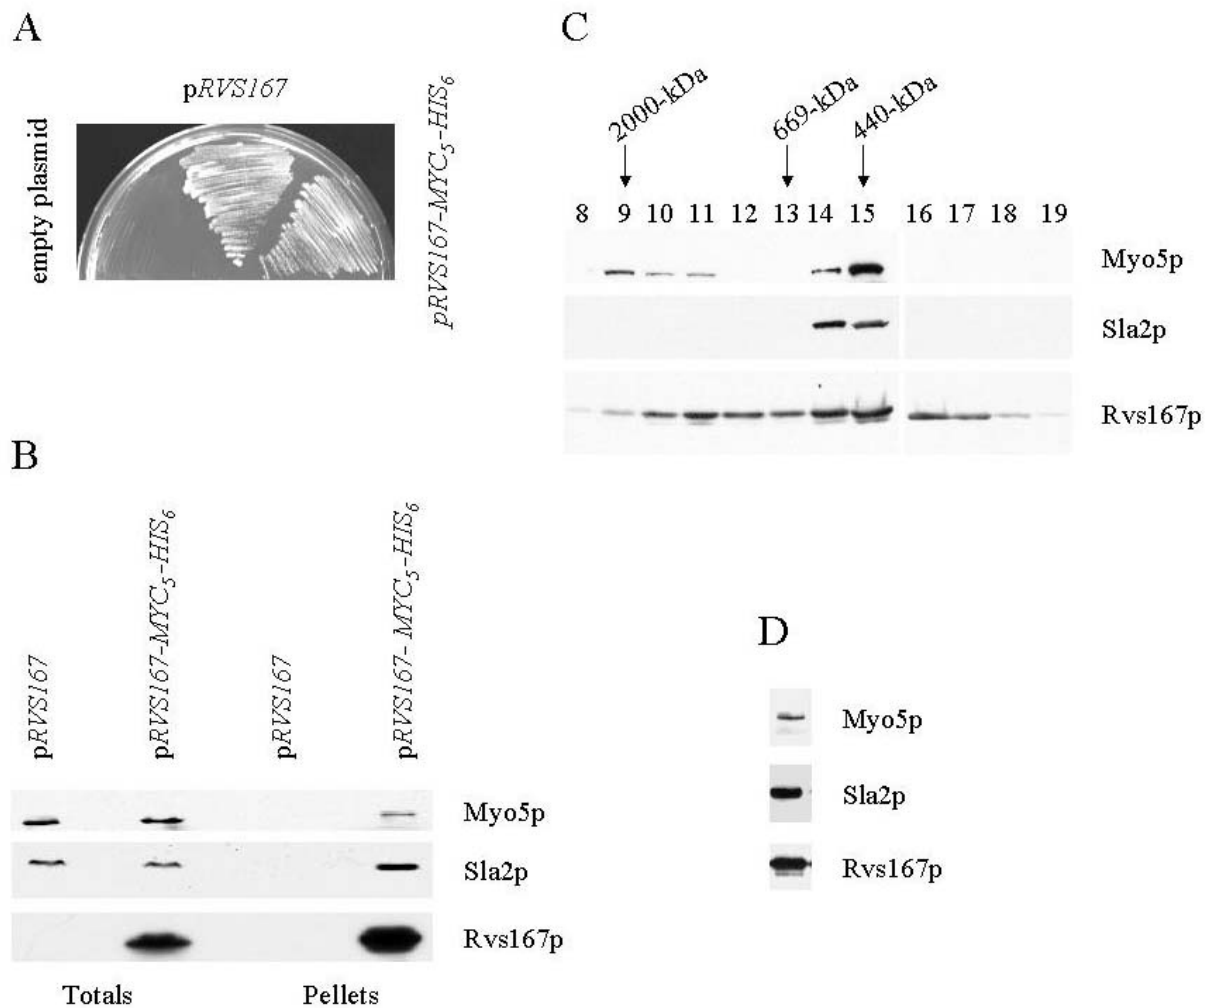 A
pRVS167
empty plasmid
pRVS167-MYC5-HIS6
B
pRVS167
pRVS167-MYC5-HIS6
pRVS167
pRVS167- MYC5-HIS6
Myo5p
Sla2p
Rvs167p
Totals Pellets
C
2000-kDa 669-kDa 440-kDa
8 9 10 11 12 13 14 15 16 17 18 19
Myo5p
Sla2p
Rvs167p
D
Myo5p
Sla2p
Rvs167p